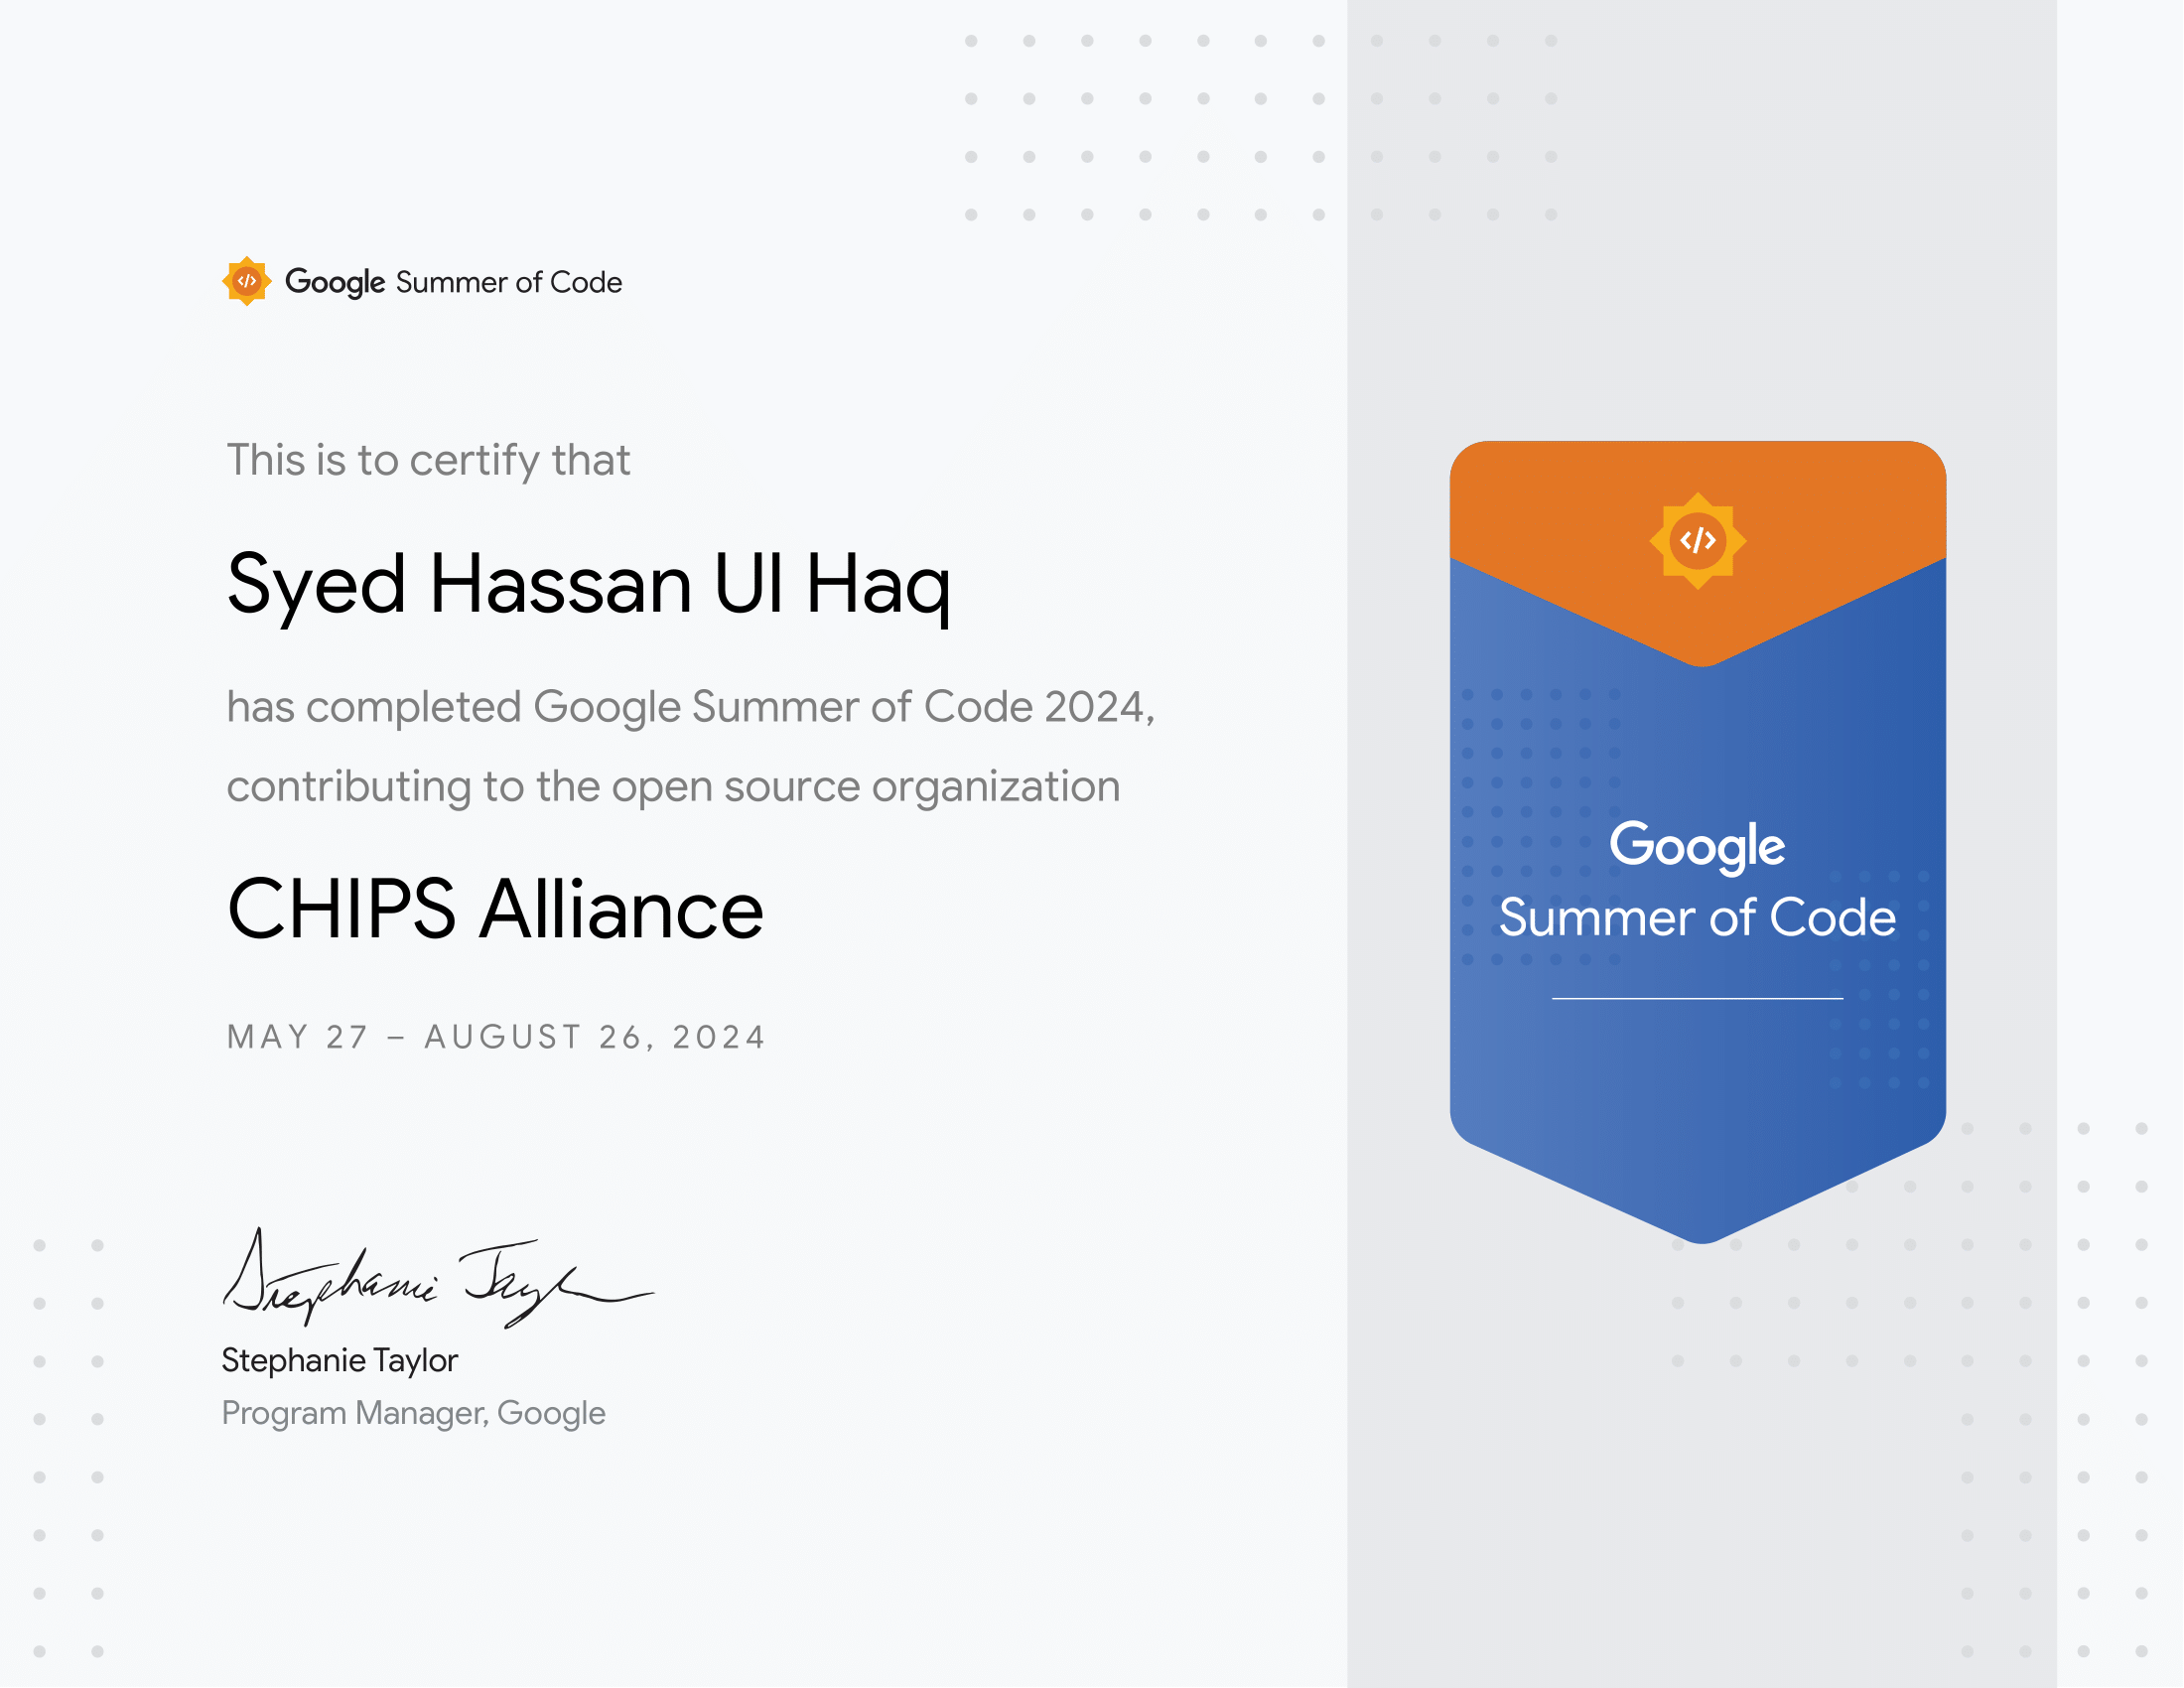 Google Summer of Code
This is to certify that
Syed Hassan Ul Haq
has completed Google Summer of Code 2024,
contributing to the open source organization
CHIPS Alliance
MAY 27 – AUGUST 26, 2024
Stephanie Taylor
Stephanie Taylor
Program Manager, Google
</>
Google
Summer of Code